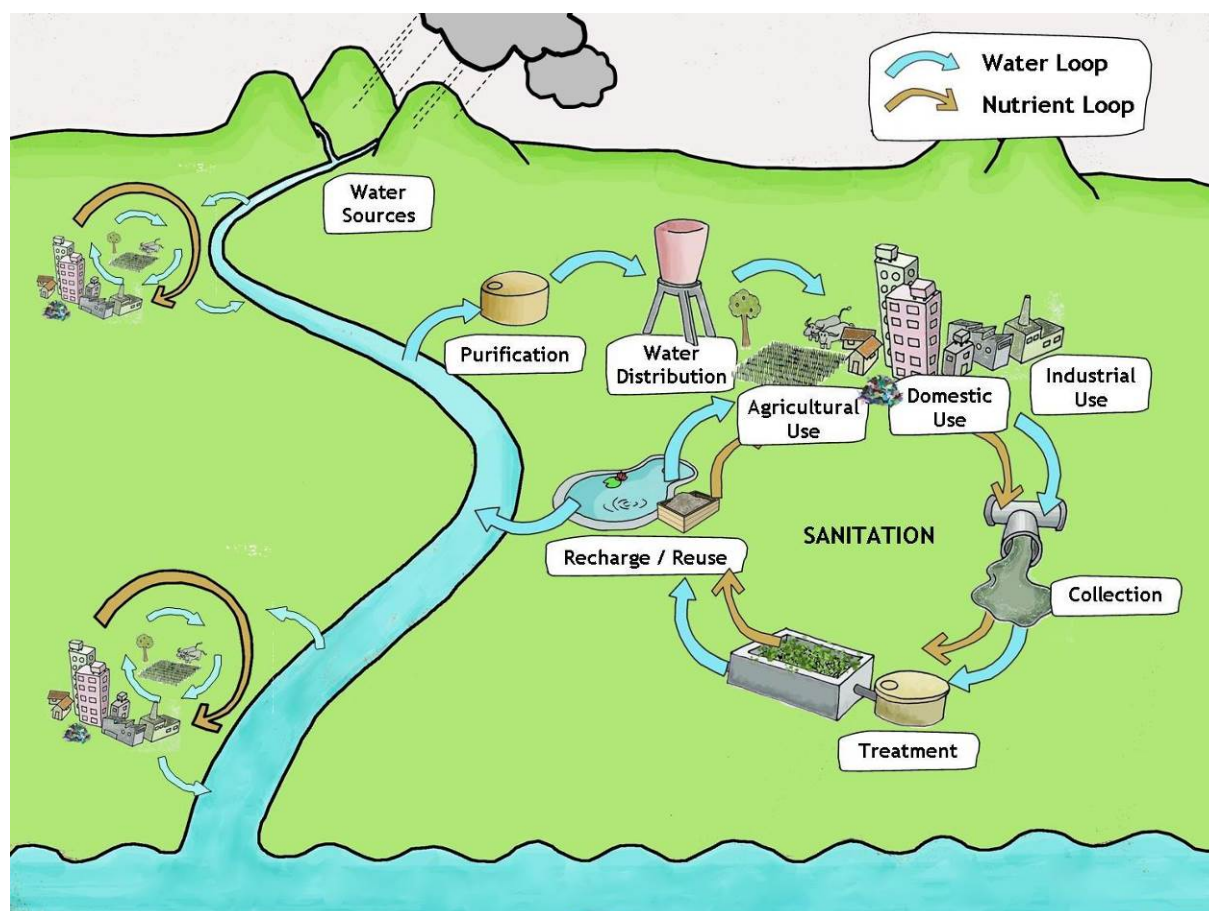 Water Loop
Nutrient Loop
Water
Sources
Purification
Water
Distribution
Agricultural
Use
Domestic
Use
Industrial
Use
Recharge / Reuse
SANITATION
Collection
Treatment